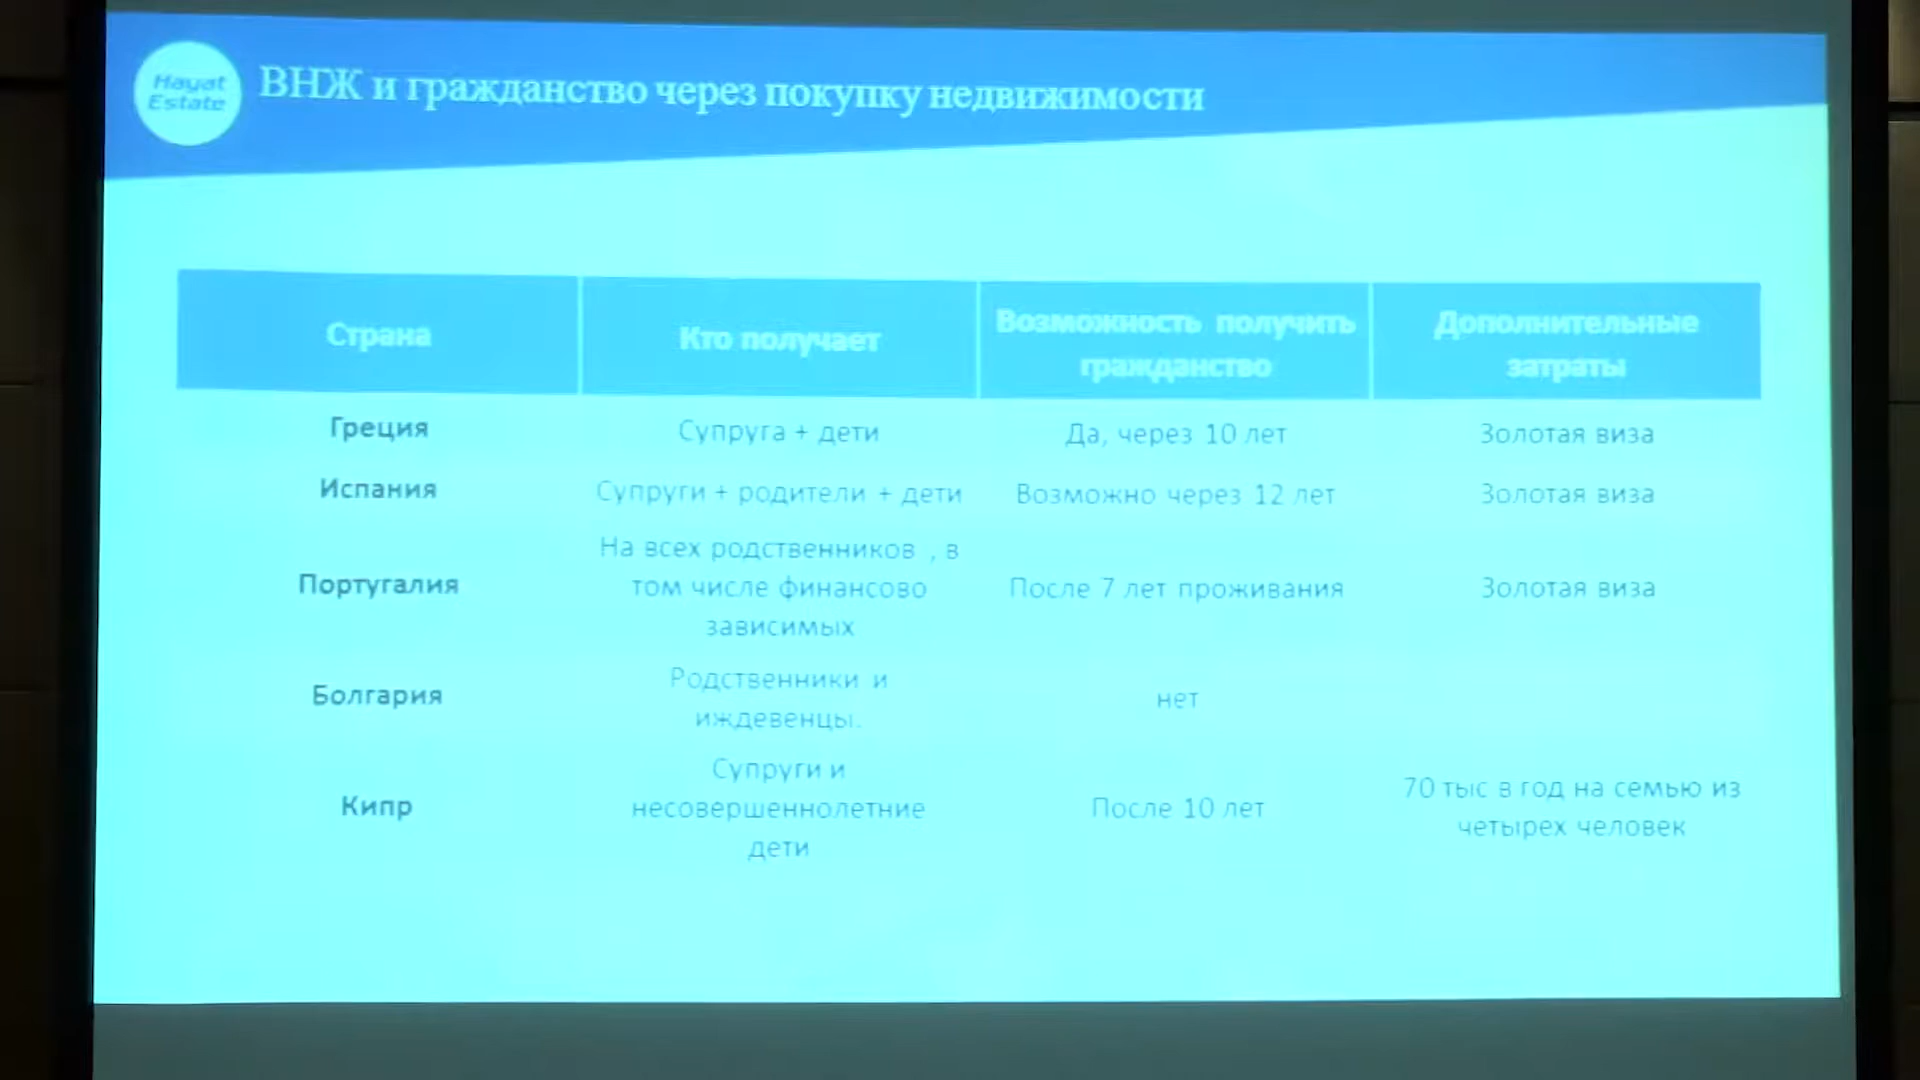 Hayat
Estate
ВНЖ и гражданство через покупку недвижимости
Страна
Кто получает
Возможность получить
гражданство
Дополнительные
затраты
Греция
Супруга + дети
Да, через 10 лет
Золотая виза
Испания
Супруги + родители + дети
Возможно через 12 лет
Золотая виза
Португалия
На всех родственников , в
том числе финансово
зависимых
После 7 лет проживания
Золотая виза
Болгария
Родственники и
иждевенцы.
нет
Кипр
Супруги и
несовершеннолетние
дети
После 10 лет
70 тыс в год на семью из
четырех человек